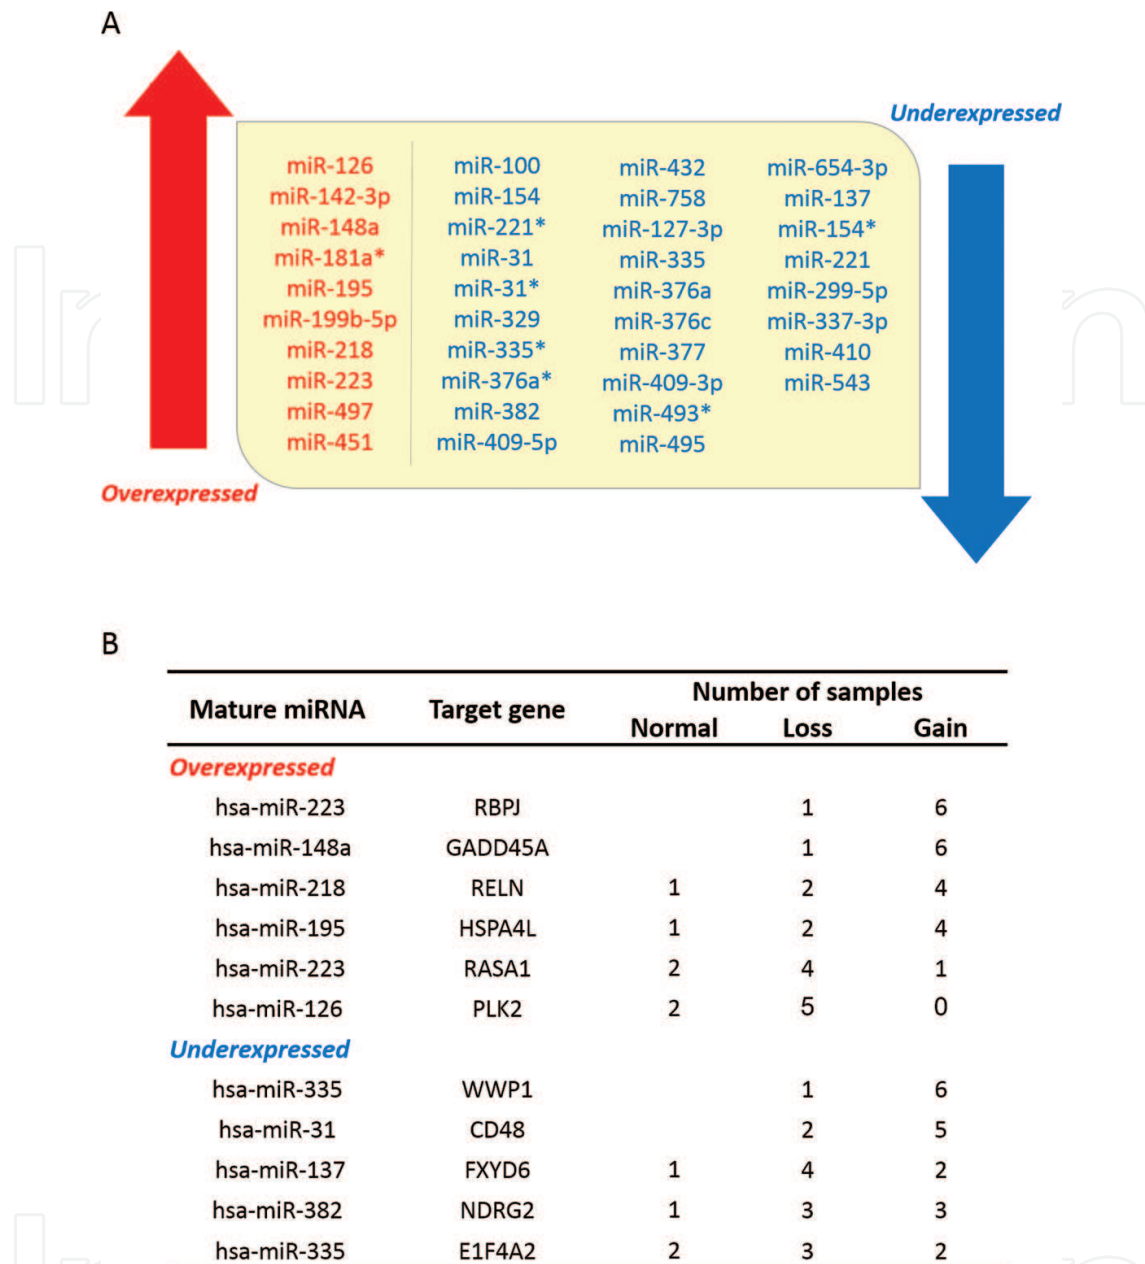 A
Underexpressed
miR-126 miR-100 miR-432 miR-654-3p
miR-142-3p miR-154 miR-758 miR-137
miR-148a miR-221* miR-127-3p miR-154*
miR-181a* miR-31 miR-335 miR-221
miR-195 miR-31* miR-376a miR-299-5p
miR-199b-5p miR-329 miR-376c miR-337-3p
miR-218 miR-335* miR-377 miR-410
miR-223 miR-376a* miR-409-3p miR-543
miR-497 miR-382 miR-493*
miR-451 miR-409-5p miR-495
Overexpressed
B
Mature miRNA Target gene Number of samples
Normal Loss Gain
Overexpressed
hsa-miR-223 RBPJ 1 6
hsa-miR-148a GADD45A 1 6
hsa-miR-218 RELN 1 2 4
hsa-miR-195 HSPA4L 1 2 4
hsa-miR-223 RASA1 2 4 1
hsa-miR-126 PLK2 2 5 0
Underexpressed
hsa-miR-335 WWP1 1 6
hsa-miR-31 CD48 2 5
hsa-miR-137 FXYD6 1 4 2
hsa-miR-382 NDRG2 1 3 3
hsa-miR-335 E1F4A2 2 3 2